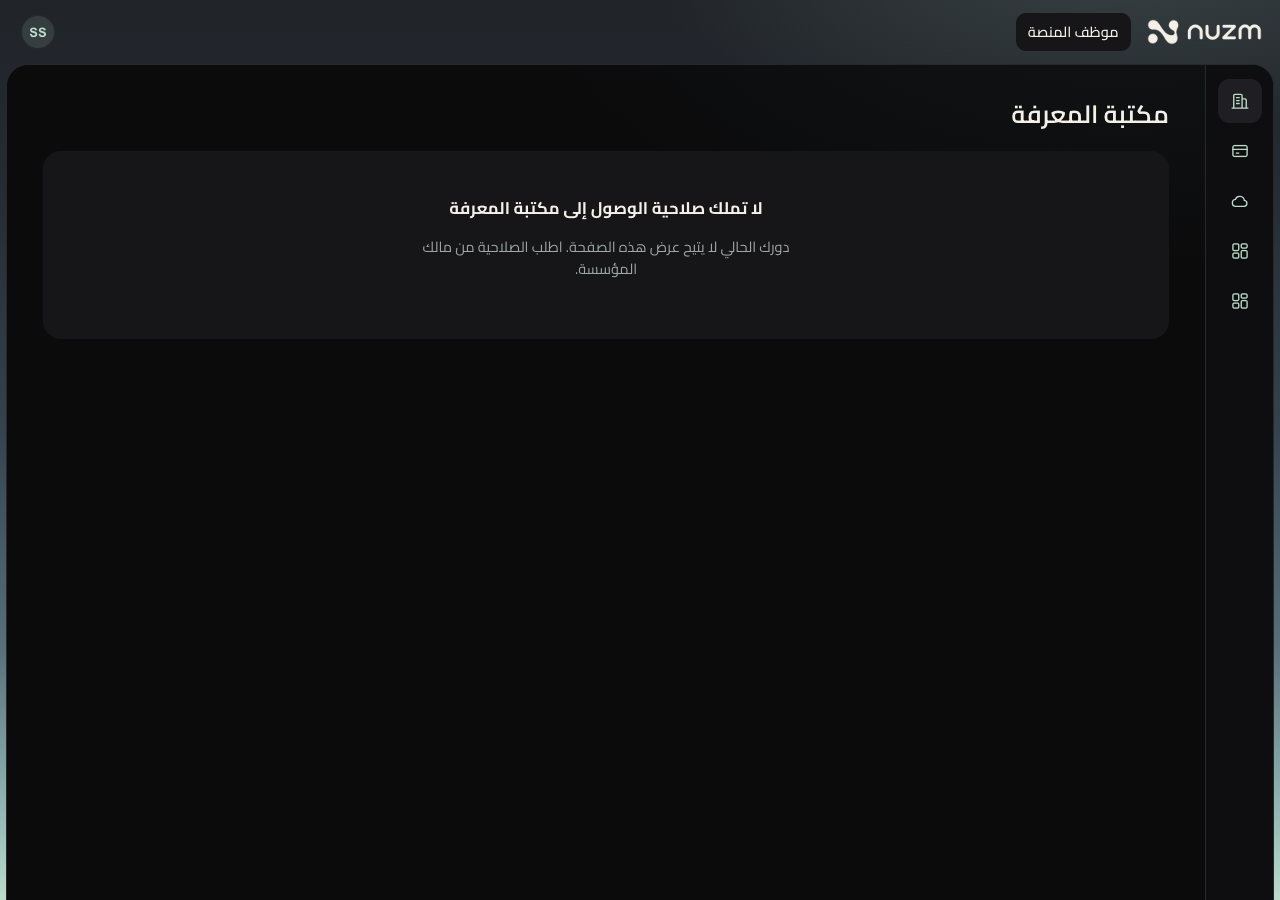 nuzm
موظف المنصة
SS
مكتبة المعرفة
لا تملك صلاحية الوصول إلى مكتبة المعرفة
دورك الحالي لا يتيح عرض هذه الصفحة. اطلب الصلاحية من مالك
المؤسسة.